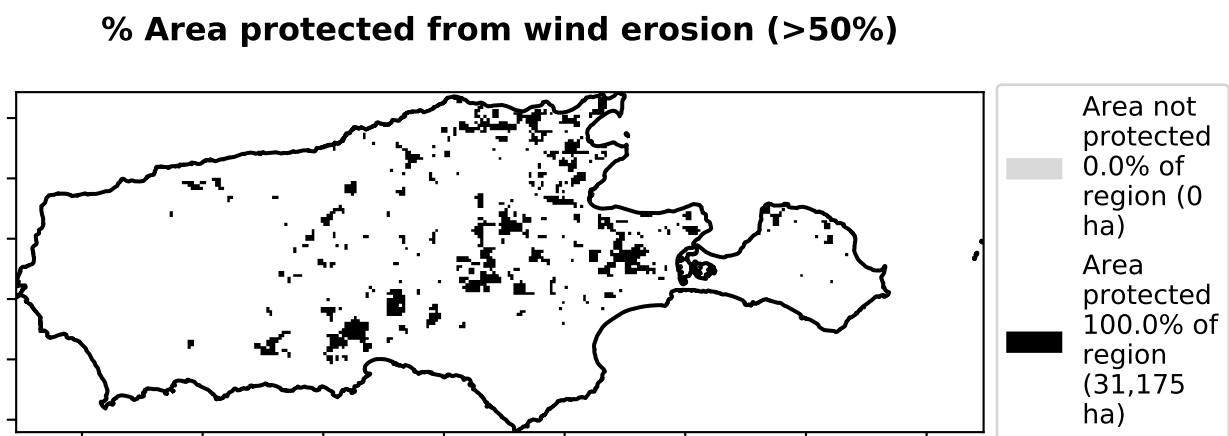 % Area protected from wind erosion (>50%)
Area not
protected
0.0% of
region (0
ha)
Area
protected
100.0% of
region
(31,175
ha)